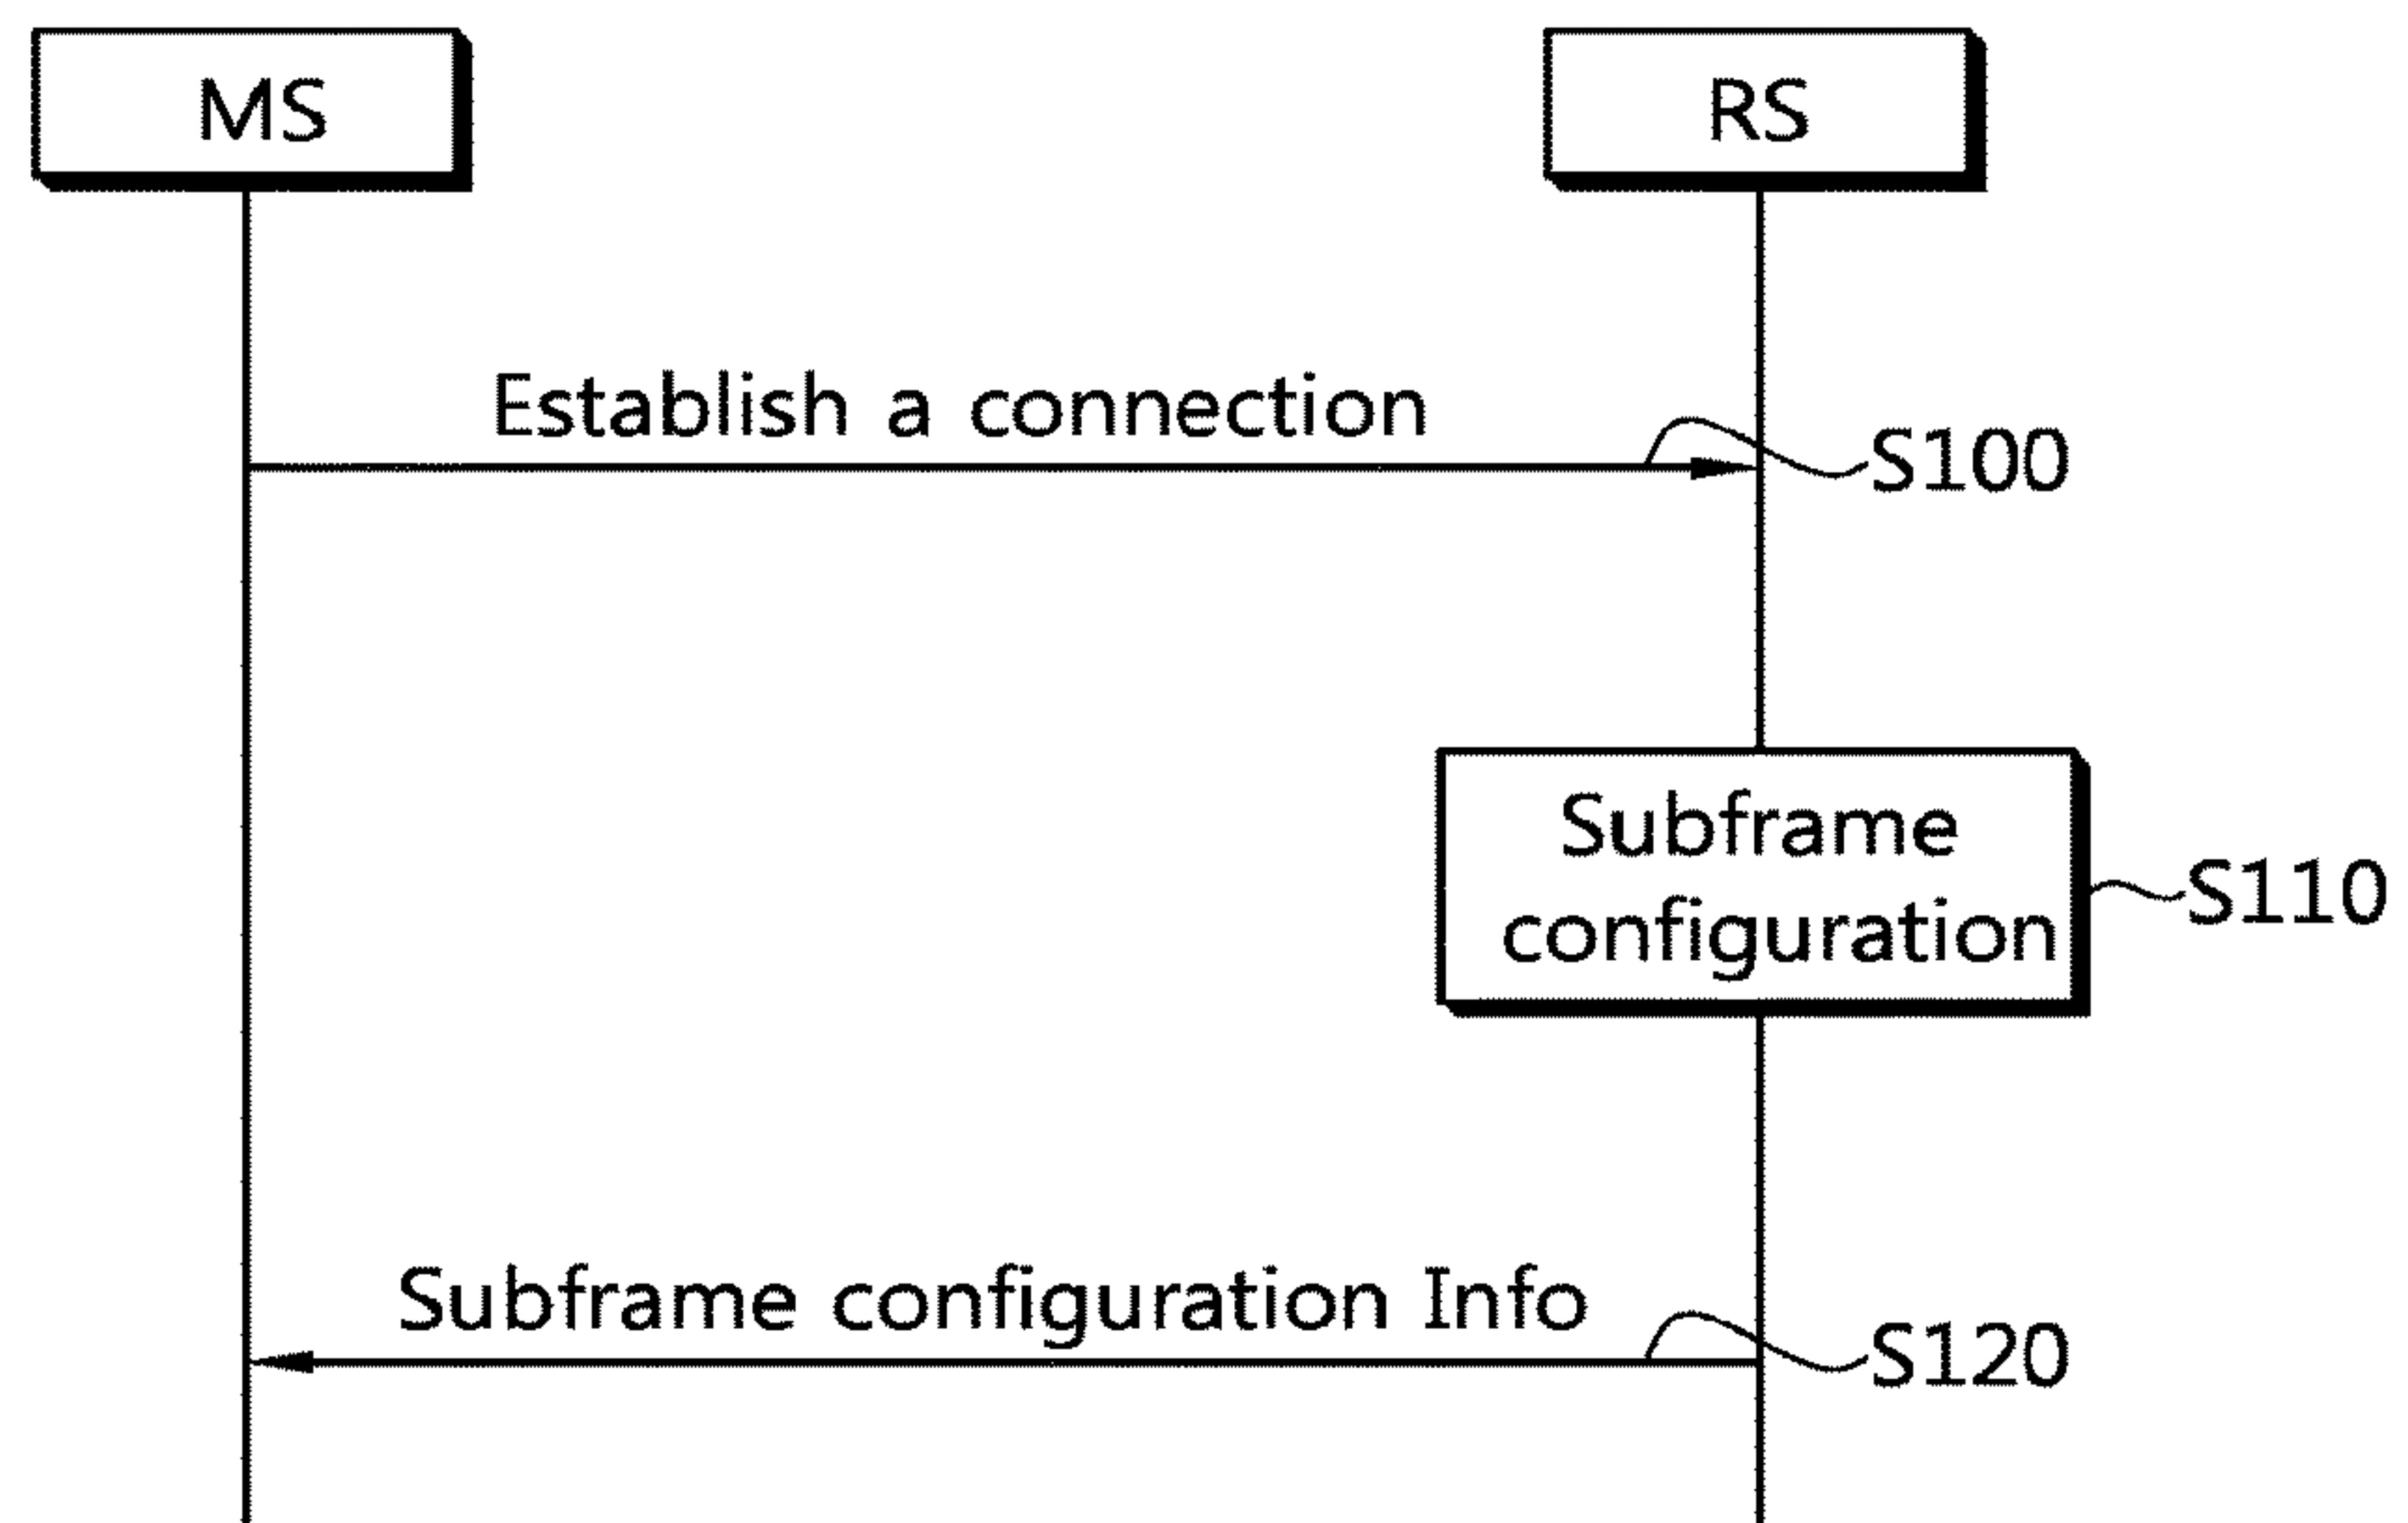 MS
RS
Establish a connection
S100
Subframe
configuration
S110
Subframe configuration Info
S120